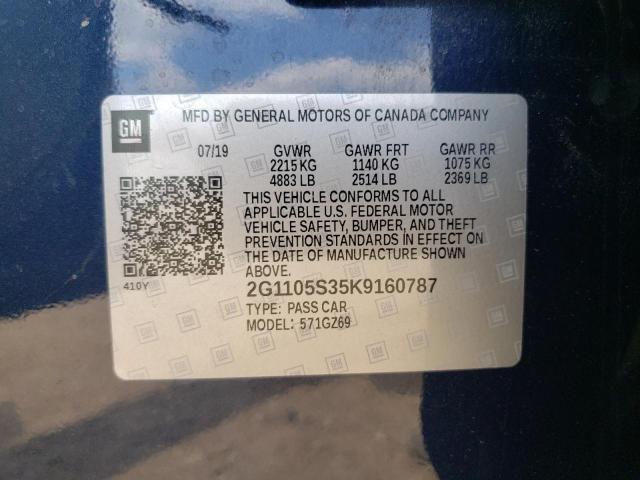 GM
MFD BY GENERAL MOTORS OF CANADA COMPANY
07/19 GVWR GAWR FRT GAWR RR
2215 KG 1140 KG 1075 KG
4883 LB 2514 LB 2369 LB
THIS VEHICLE CONFORMS TO ALL
APPLICABLE U.S. FEDERAL MOTOR
VEHICLE SAFETY, BUMPER, AND THEFT
PREVENTION STANDARDS IN EFFECT ON
THE DATE OF MANUFACTURE SHOWN
ABOVE.
410Y
2G1105S35K9160787
TYPE: PASS CAR
MODEL: 571GZ69